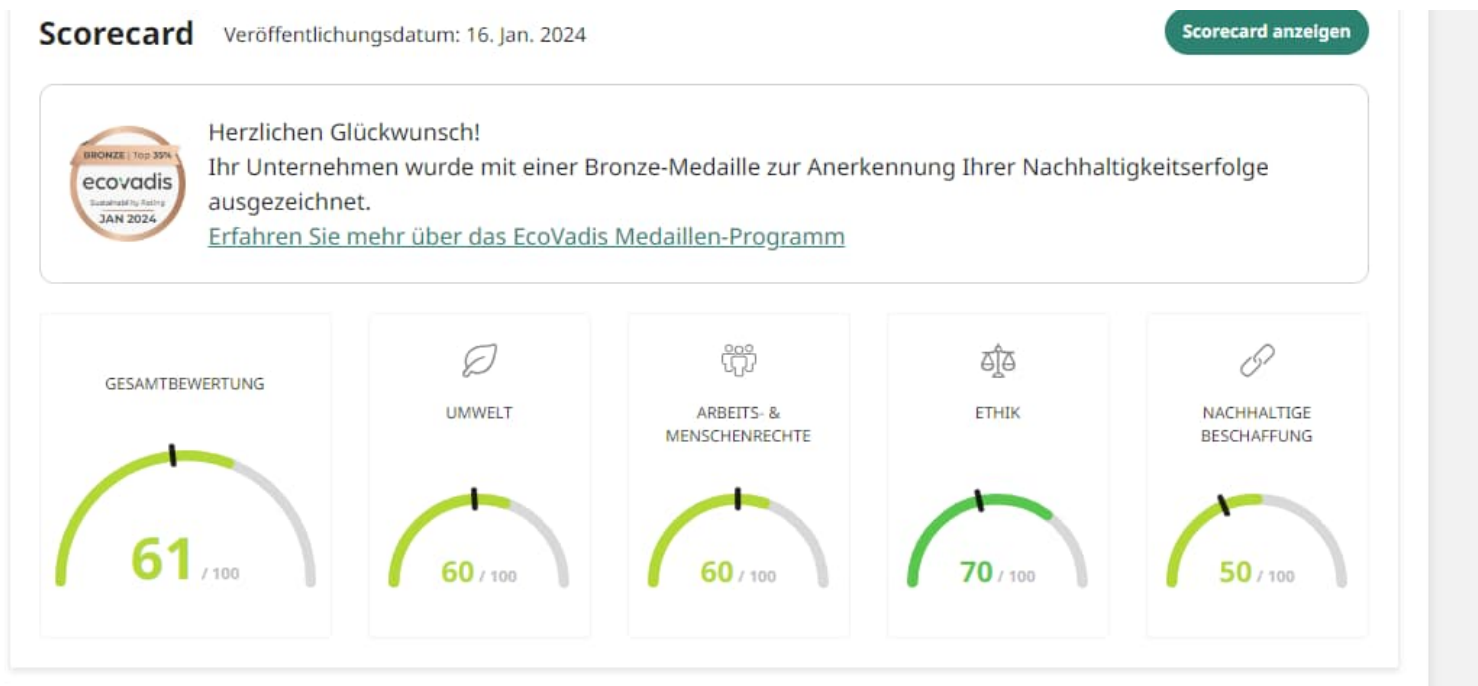 Scorecard Veröffentlichungsdatum: 16. Jan. 2024
Scorecard anzeigen
BRONZE | Top 35%
ecovadis
Sustainability Rating
JAN 2024
Herzlichen Glückwunsch!
Ihr Unternehmen wurde mit einer Bronze-Medaille zur Anerkennung Ihrer Nachhaltigkeitserfolge
ausgezeichnet.
Erfahren Sie mehr über das EcoVadis Medaillen-Programm
GESAMTBEWERTUNG
61 / 100
UMWELT
60 / 100
ARBEITS- &
MENSCHENRECHTE
60 / 100
ETHIK
70 / 100
NACHHALTIGE
BESCHAFFUNG
50 / 100